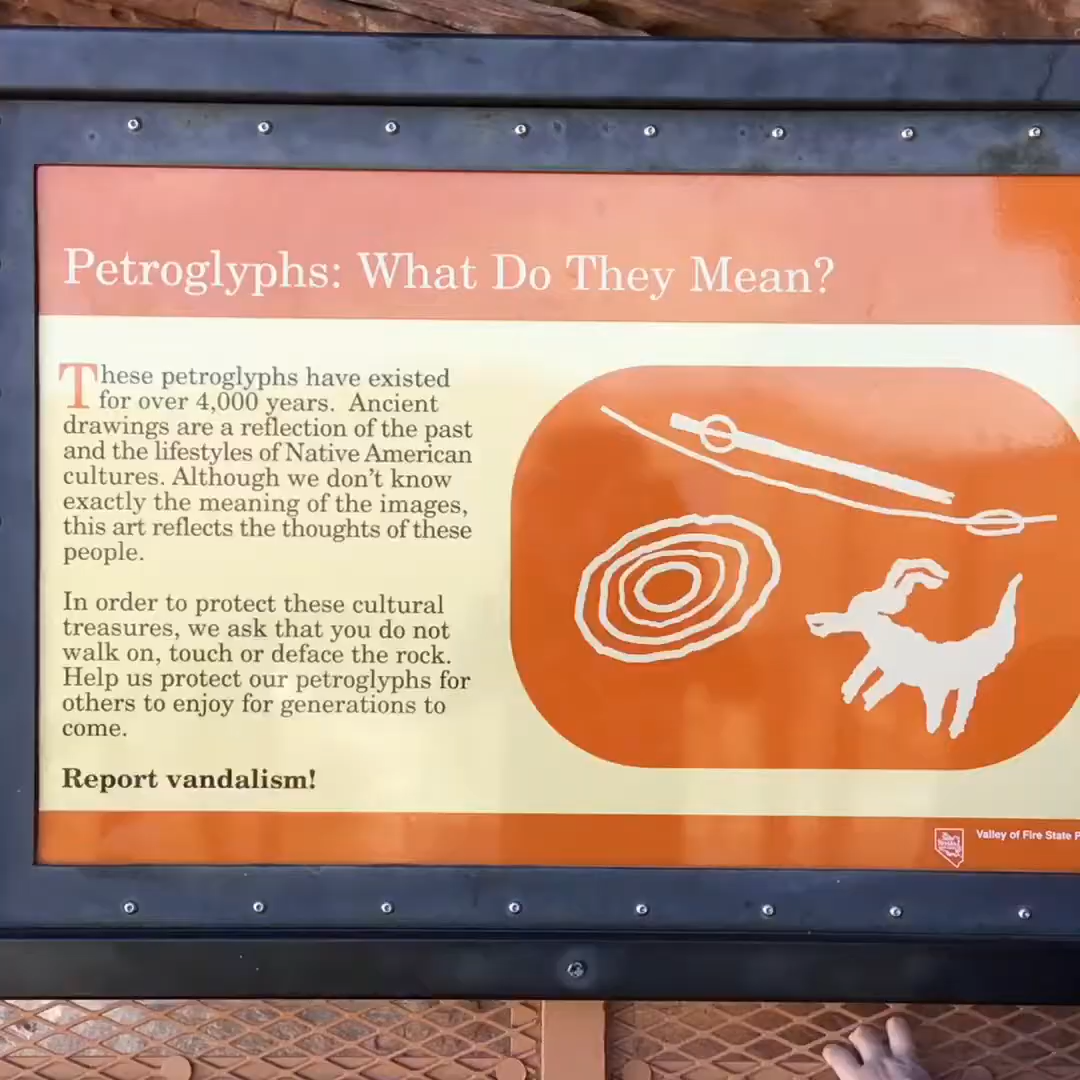 Petroglyphs: What Do They Mean?
These petroglyphs have existed
for over 4,000 years. Ancient
drawings are a reflection of the past
and the lifestyles of Native American
cultures. Although we don't know
exactly the meaning of the images,
this art reflects the thoughts of these
people.
In order to protect these cultural
treasures, we ask that you do not
walk on, touch or deface the rock.
Help us protect our petroglyphs for
others to enjoy for generations to
come.
Report vandalism!
Valley of Fire State P